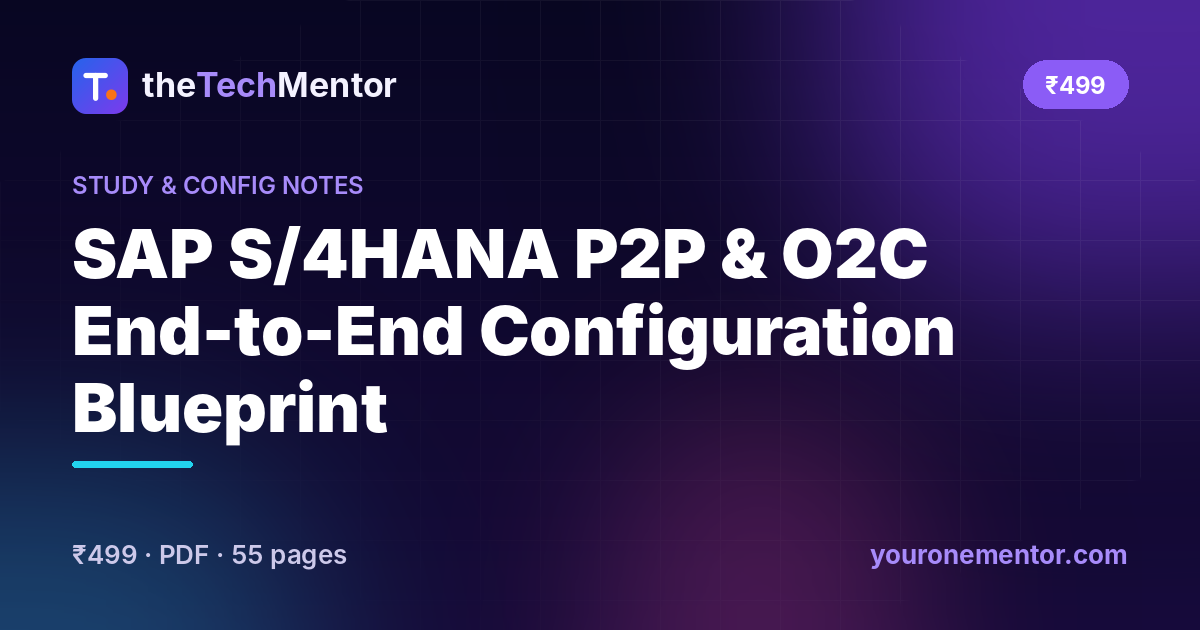 T.
theTechMentor
₹499
STUDY & CONFIG NOTES
SAP S/4HANA P2P & O2C
End-to-End Configuration
Blueprint
₹499 · PDF · 55 pages
youronementor.com